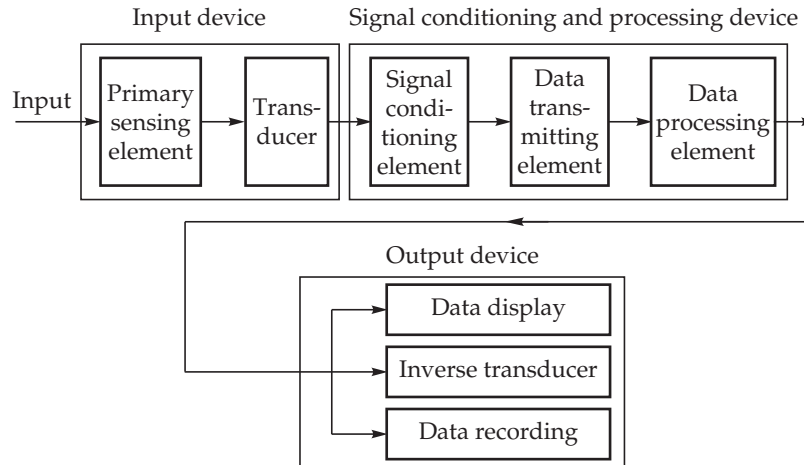 Input device
Signal conditioning and processing device
Input
Primary
sensing
element
Trans-
ducer
Signal
condi-
tioning
element
Data
trans-
mitting
element
Data
processing
element
Output device
Data display
Inverse transducer
Data recording